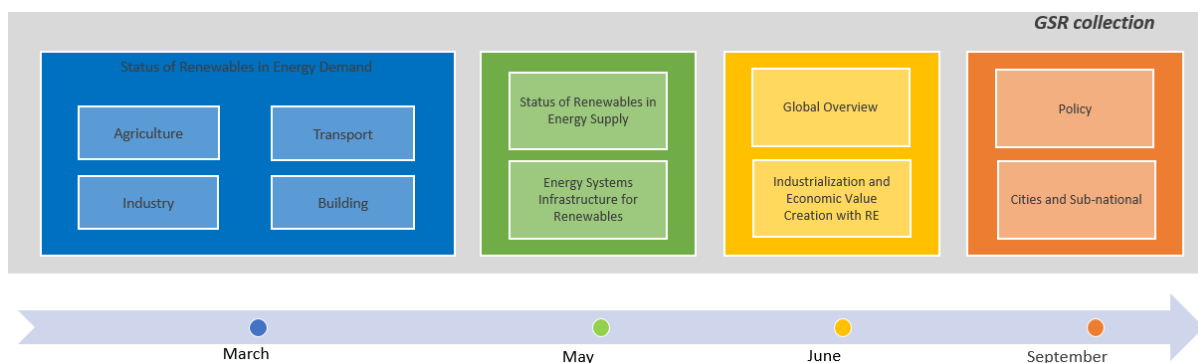 GSR collection
Status of Renewables in Energy Demand
Agriculture
Transport
Industry
Building
Status of Renewables in
Energy Supply
Energy Systems
Infrastructure for
Renewables
Global Overview
Industrialization and
Economic Value
Creation with RE
Policy
Cities and Sub-national
March
May
June
September